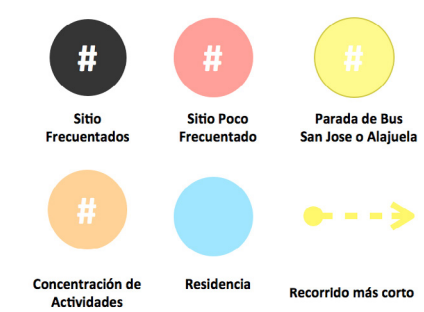 # # #
Sitio Sitio Poco Parada de Bus
Frecuentados Frecuentado San Jose o Alajuela
#
Concentración de Residencia Recorrido más corto
Actividades